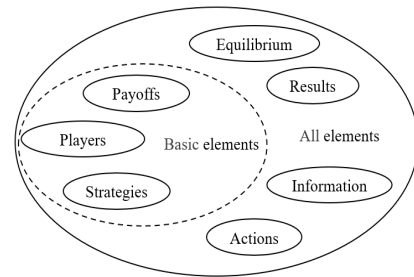 Equilibrium
Results
Payoffs
Players
Basic elements
All elements
Strategies
Information
Actions